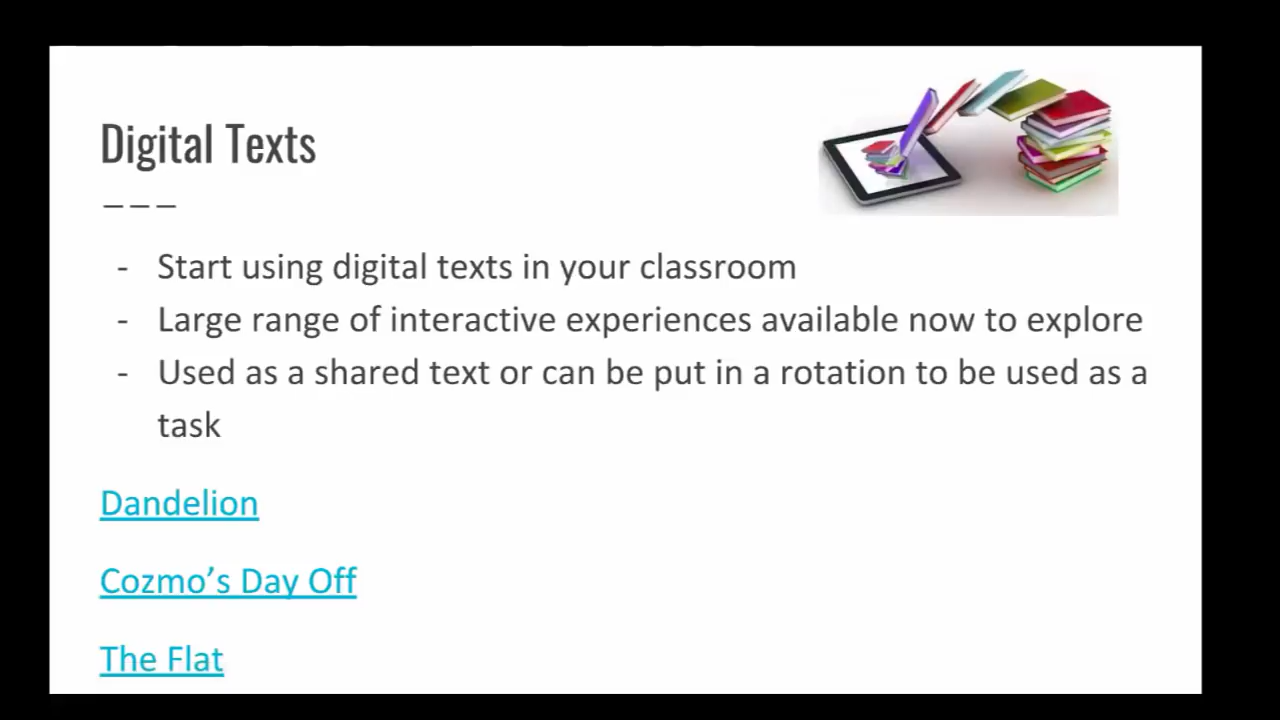 Digital Texts
- Start using digital texts in your classroom
- Large range of interactive experiences available now to explore
- Used as a shared text or can be put in a rotation to be used as a
task
Dandelion
Cozmo’s Day Off
The Flat